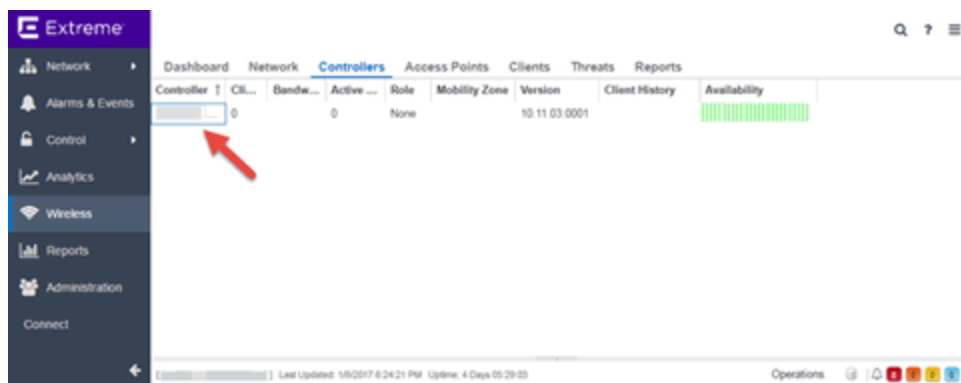 Extreme
?
Network
Alarms & Events
Control
Analytics
Wireless
Reports
Administration
Connect
Dashboard Network Controllers Access Points Clients Threats Reports
Controller Cli... Bandw... Active ... Role Mobility Zone Version Client History Availability
0 0 None 10.11.03.0001
Last Updated: 1/6/2017 6:24:21 PM Uptime: 4 Days 05:29:03
Operations